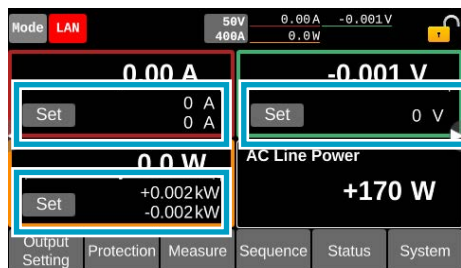 Mode LAN 50V 0.00A -0.001V
400A 0.0W
0.00 A -0.001 V
Set 0 A Set 0 V
0 A
0.0 W AC Line Power
Set +0.002kW +170 W
-0.002kW
Output Setting Protection Measure Sequence Status System